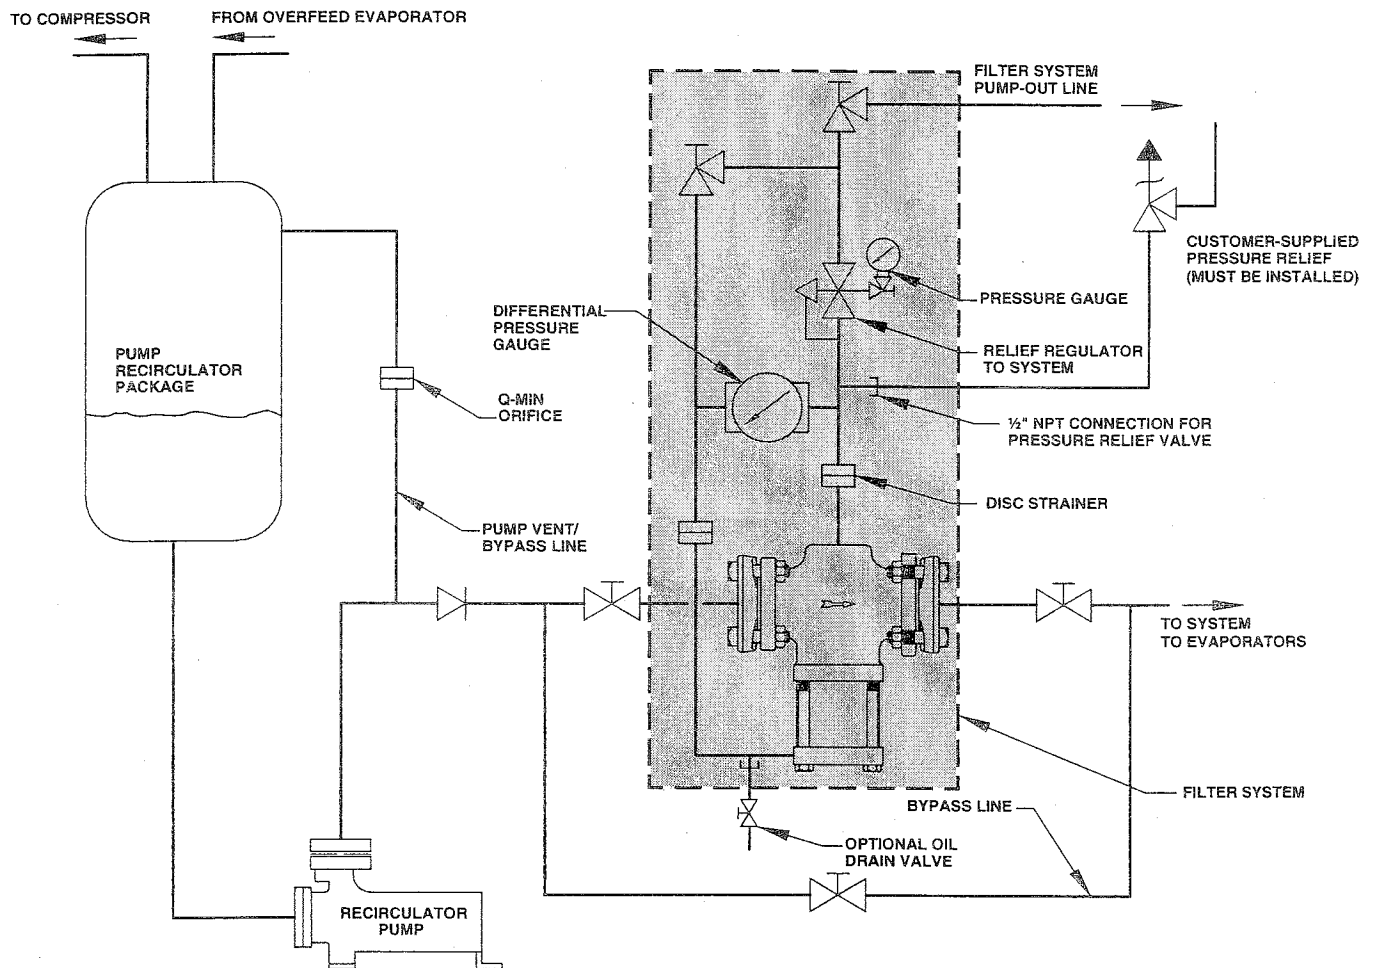 TO COMPRESSOR
FROM OVERFEED EVAPORATOR
FILTER SYSTEM
PUMP-OUT LINE
CUSTOMER-SUPPLIED
PRESSURE RELIEF
(MUST BE INSTALLED)
PRESSURE GAUGE
DIFFERENTIAL
PRESSURE
GAUGE
RELIEF REGULATOR
TO SYSTEM
PUMP
RECIRCULATOR
PACKAGE
Q-MIN
ORIFICE
½" NPT CONNECTION FOR
PRESSURE RELIEF VALVE
DISC STRAINER
PUMP VENT/
BYPASS LINE
TO SYSTEM
TO EVAPORATORS
FILTER SYSTEM
BYPASS LINE
OPTIONAL OIL
DRAIN VALVE
RECIRCULATOR
PUMP